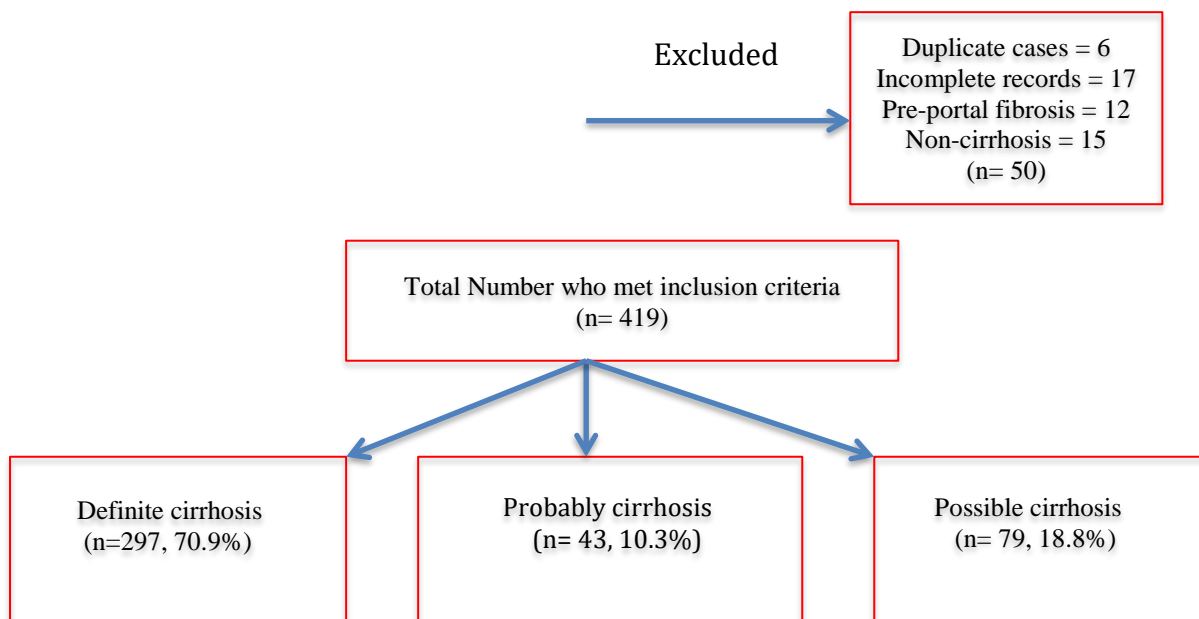 Excluded
Duplicate cases = 6
Incomplete records = 17
Pre-portal fibrosis = 12
Non-cirrhosis = 15
(n= 50)
Total Number who met inclusion criteria
(n= 419)
Definite cirrhosis
(n=297, 70.9%)
Probably cirrhosis
(n= 43, 10.3%)
Possible cirrhosis
(n= 79, 18.8%)